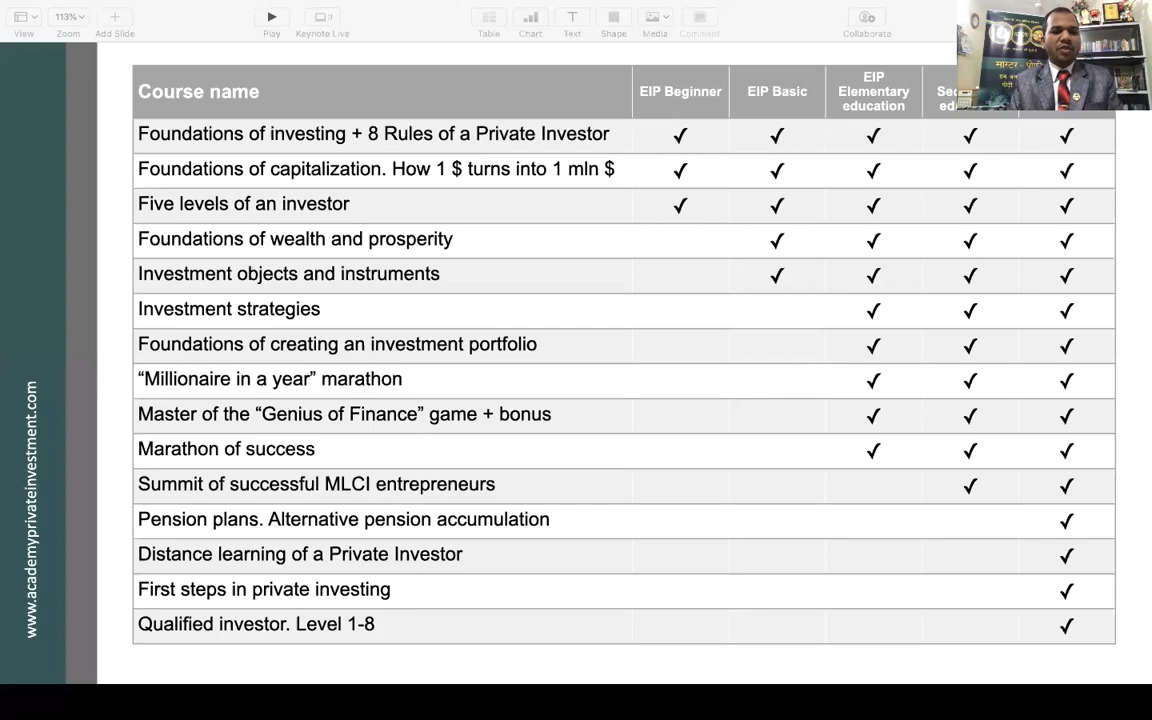 113%
View
Zoom
Add Slide
Play
Keynote Live
Table
Chart
Text
Shape
Media
Comment
Collaborate
मास्टर
Course name
EIP Beginner
EIP Basic
EIP
Elementary
education
Foundations of investing + 8 Rules of a Private Investor ✓ ✓ ✓ ✓ ✓
Foundations of capitalization. How 1 $ turns into 1 mln $ ✓ ✓ ✓ ✓ ✓
Five levels of an investor ✓ ✓ ✓ ✓ ✓
Foundations of wealth and prosperity ✓ ✓ ✓ ✓
Investment objects and instruments ✓ ✓ ✓ ✓
Investment strategies ✓ ✓ ✓
Foundations of creating an investment portfolio ✓ ✓ ✓
“Millionaire in a year” marathon ✓ ✓ ✓
Master of the “Genius of Finance” game + bonus ✓ ✓ ✓
Marathon of success ✓ ✓ ✓
Summit of successful MLCI entrepreneurs ✓ ✓
Pension plans. Alternative pension accumulation ✓
Distance learning of a Private Investor ✓
First steps in private investing ✓
Qualified investor. Level 1-8 ✓
www.academyprivateinvestment.com